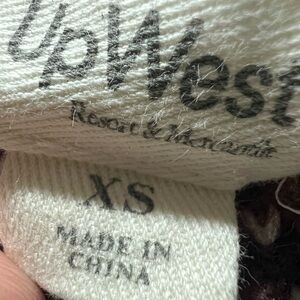 UpWest
Resort & Mercantile
XS
MADE IN
CHINA